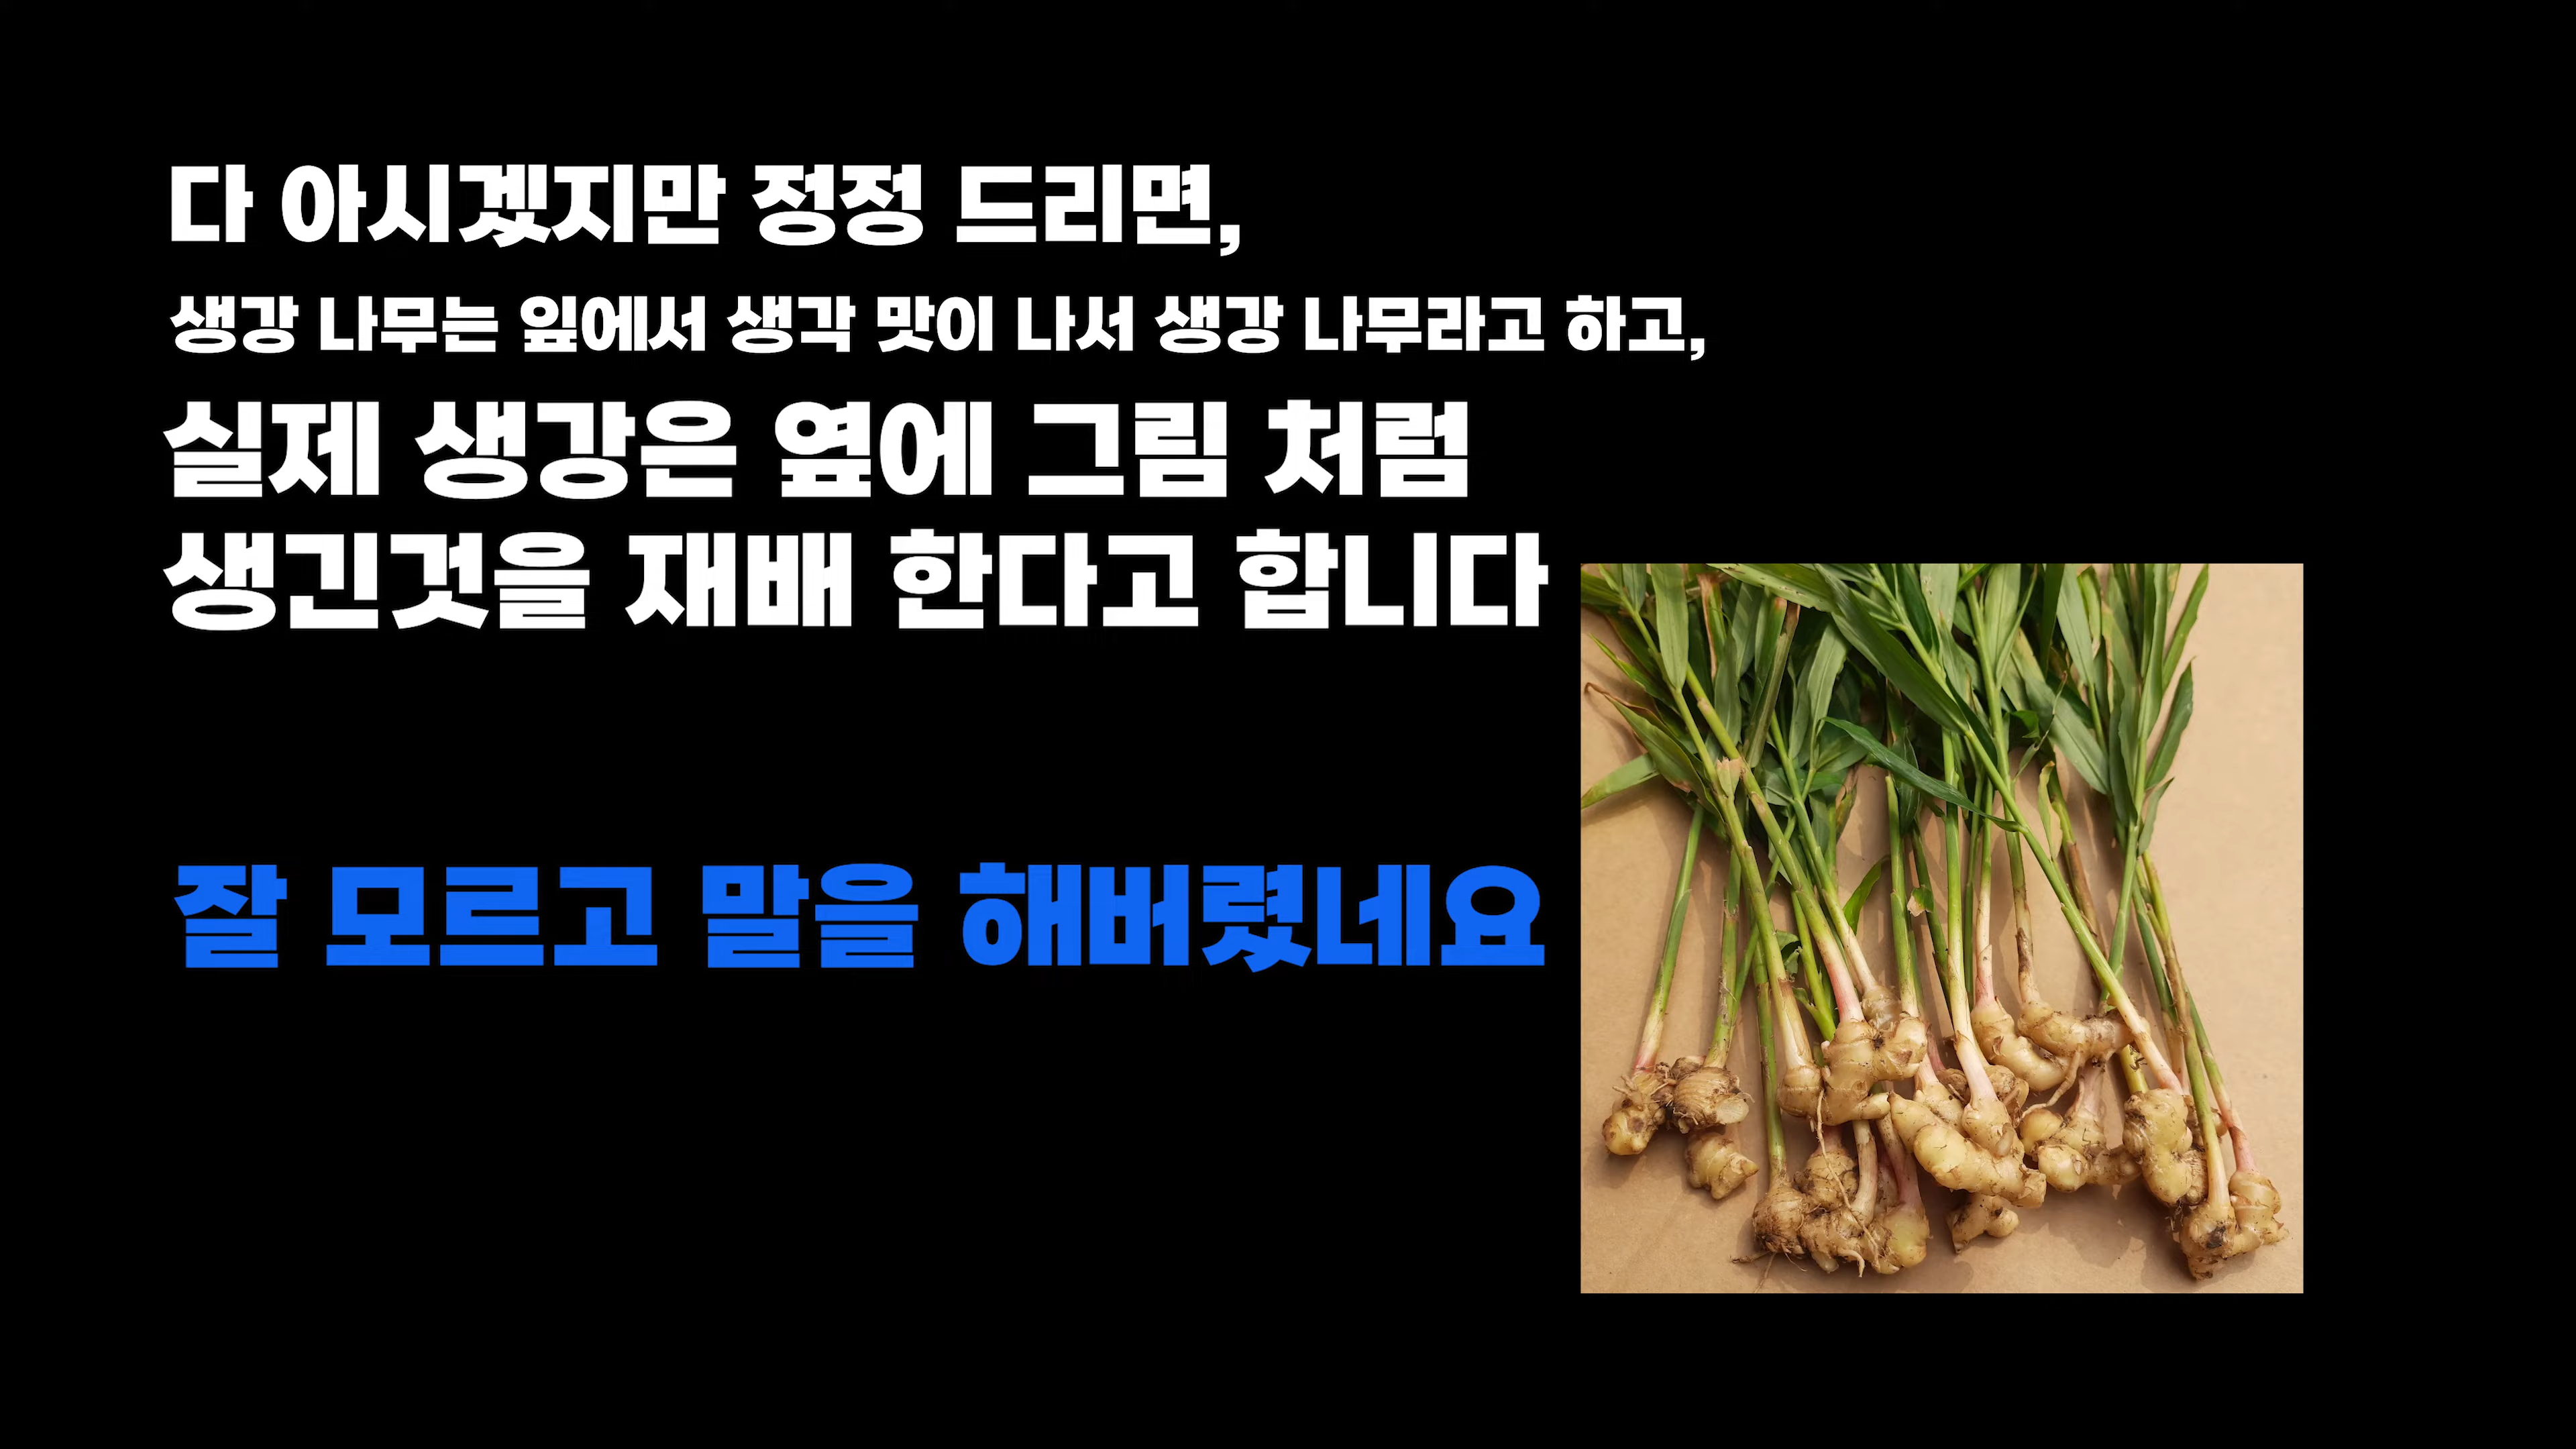 다 아시겠지만 정정 드리면,
생강 나무는 잎에서 생각 맛이 나서 생강 나무라고 하고,
실제 생강은 옆에 그림 처럼
생긴것을 재배 한다고 합니다
잘 모르고 말을 해버렸네요